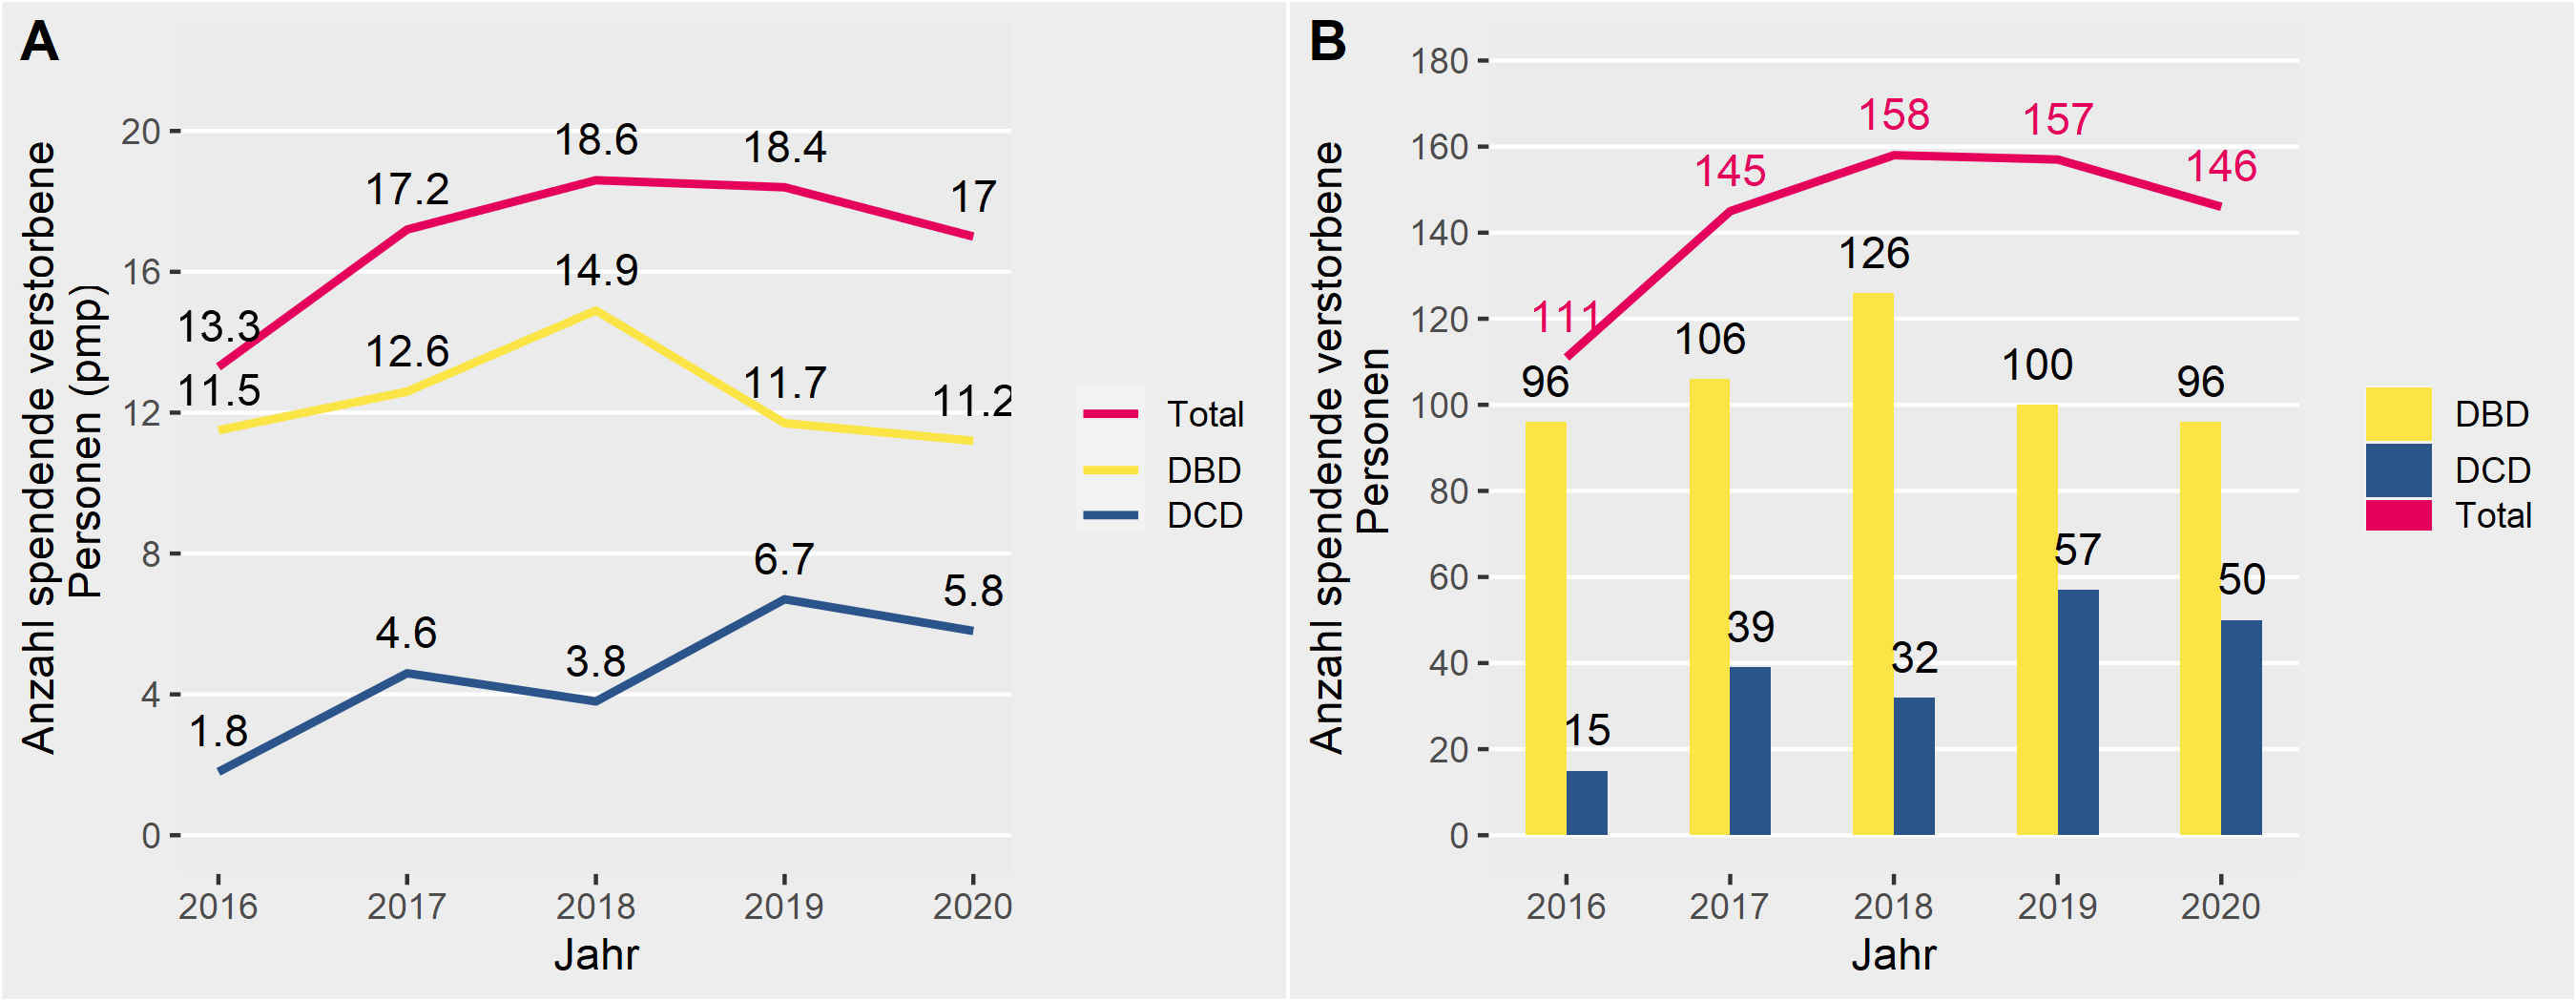 A
Anzahl spendende verstorbene
Personen (pmp)
20
16
12
8
4
0
13.3
17.2
18.6
18.4
17
11.5
12.6
14.9
11.7
11.2
1.8
4.6
3.8
6.7
5.8
2016 2017 2018 2019 2020
Jahr
Total
DBD
DCD
B
Anzahl spendende verstorbene
Personen
180
160
140
120
100
80
60
40
20
0
111
145
158
157
146
96
106
126
100
96
15
39
32
57
50
2016 2017 2018 2019 2020
Jahr
DBD
DCD
Total